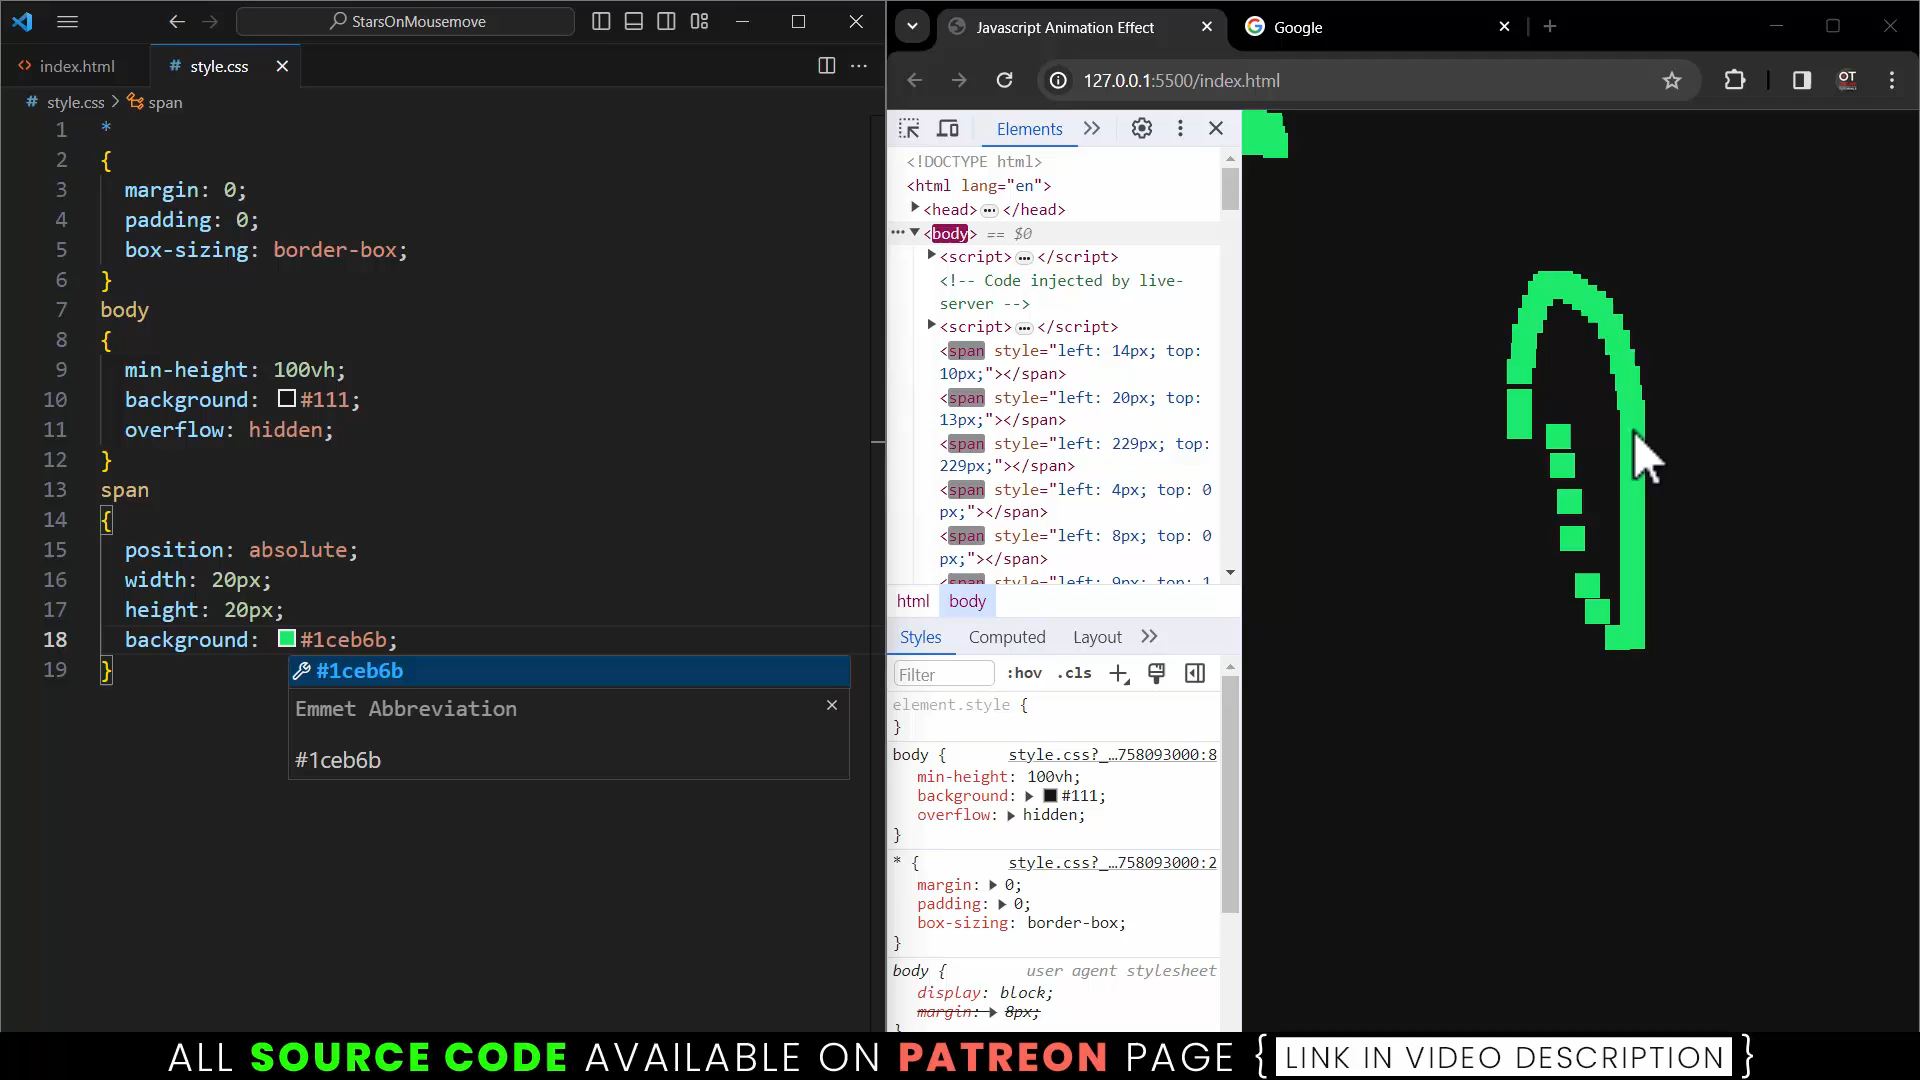 StarsOnMousemove
index.html
# style.css
# style.css > span
1 *
2 {
3 margin: 0;
4 padding: 0;
5 box-sizing: border-box;
6 }
7 body
8 {
9 min-height: 100vh;
10 background: #111;
11 overflow: hidden;
12 }
13 span
14 {
15 position: absolute;
16 width: 20px;
17 height: 20px;
18 background: #1ceb6b;
19 }
#1ceb6b
Emmet Abbreviation
#1ceb6b
Javascript Animation Effect
Google
127.0.0.1:5500/index.html
OT
Elements
<!DOCTYPE html>
<html lang="en">
<head> </head>
<body> == $0
<script> </script>
<!-- Code injected by live-
server -->
<script> </script>
<span style="left: 14px; top:
10px;"></span>
<span style="left: 20px; top:
13px;"></span>
<span style="left: 229px; top:
229px;"></span>
<span style="left: 4px; top: 0
px;"></span>
<span style="left: 8px; top: 0
px;"></span>
<span style="left: 9px; top: 1
html body
Styles Computed Layout
Filter :hov .cls
element.style {
}
body { style.css?_…758093000:8
min-height: 100vh;
background: #111;
overflow: hidden;
}
* { style.css?_…758093000:2
margin: 0;
padding: 0;
box-sizing: border-box;
}
body { user agent stylesheet
display: block;
margin: 8px;
}
ALL SOURCE CODE AVAILABLE ON PATREON PAGE { LINK IN VIDEO DESCRIPTION }